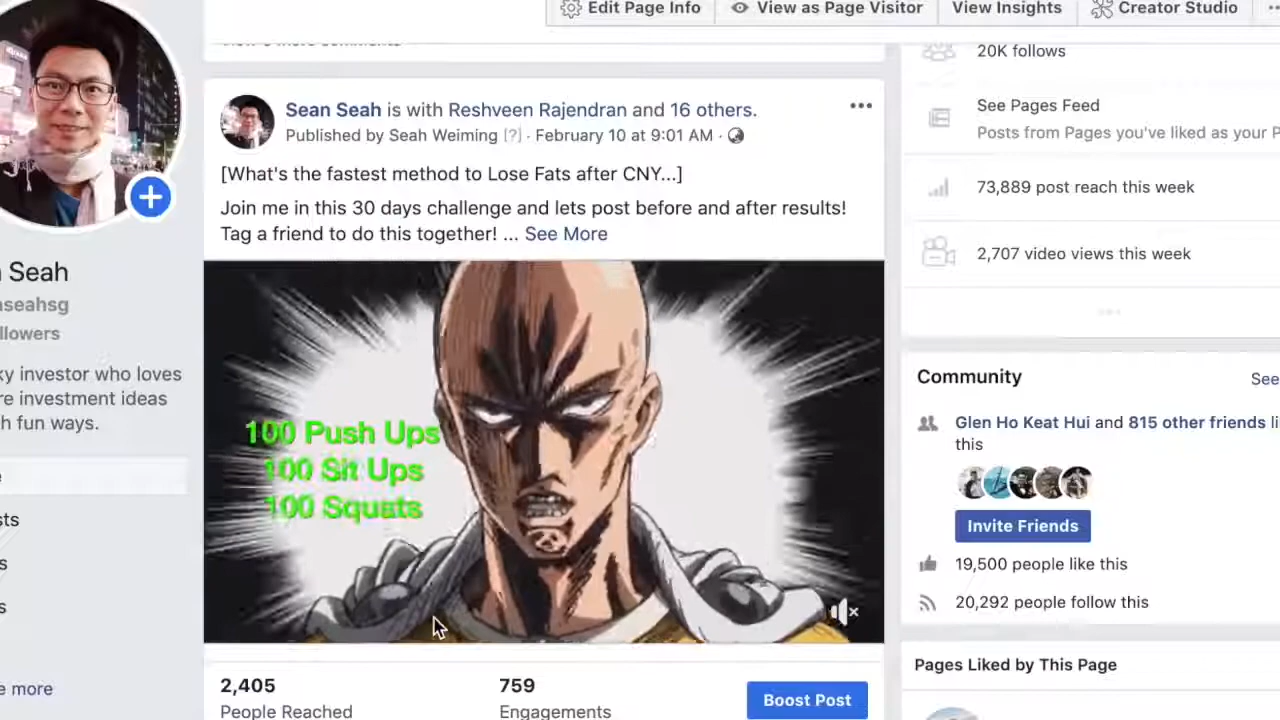 Edit Page Info
View as Page Visitor
View Insights
Creator Studio
Sean Seah is with Reshveen Rajendran and 16 others.
Published by Seah Weiming [?] · February 10 at 9:01 AM ·
[What's the fastest method to Lose Fats after CNY...]
Join me in this 30 days challenge and lets post before and after results!
Tag a friend to do this together! ... See More
100 Push Ups
100 Sit Ups
100 Squats
2,405
People Reached
759
Engagements
Boost Post
Seah
investor who loves
investment ideas
fun ways.
more
20K follows
See Pages Feed
Posts from Pages you've liked as your
73,889 post reach this week
2,707 video views this week
Community
See
Glen Ho Keat Hui and 815 other friends
this
Invite Friends
19,500 people like this
20,292 people follow this
Pages Liked by This Page